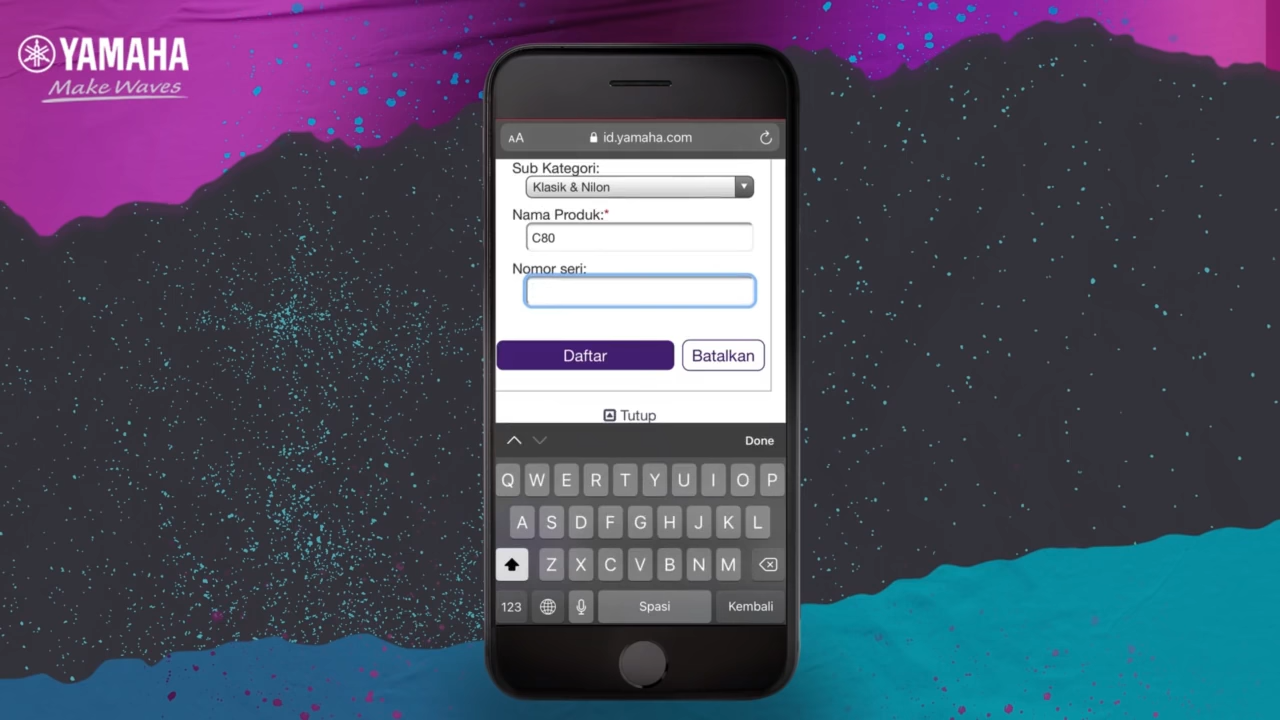 YAMAHA
Make Waves
AA id.yamaha.com
Sub Kategori:
Klasik & Nilon
Nama Produk:*
C80
Nomor seri:
Daftar Batalkan
Tutup
Done
Q W E R T Y U I O P
A S D F G H J K L
Z X C V B N M
123 Spasi Kembali